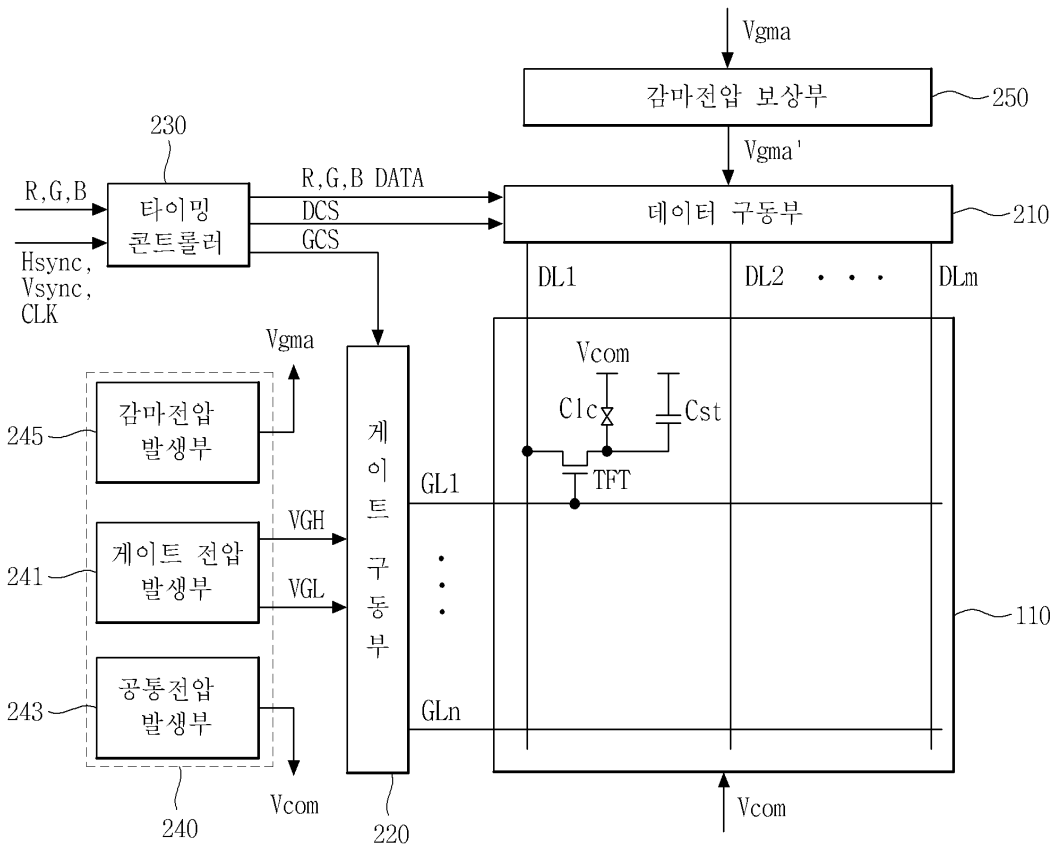 Vgma
감마전압 보상부
250
Vgma'
230
R,G,B
타이밍
콘트롤러
R,G,B DATA
DCS
GCS
데이터 구동부
210
Hsync,
Vsync,
CLK
DL1
DL2
· · ·
DLm
Vgma
감마전압
발생부
245
게이트 구동부
Vcom
Clc
Cst
TFT
GL1
게이트 전압
발생부
241
VGH
VGL
110
공통전압
발생부
243
GLn
Vcom
240
220
Vcom